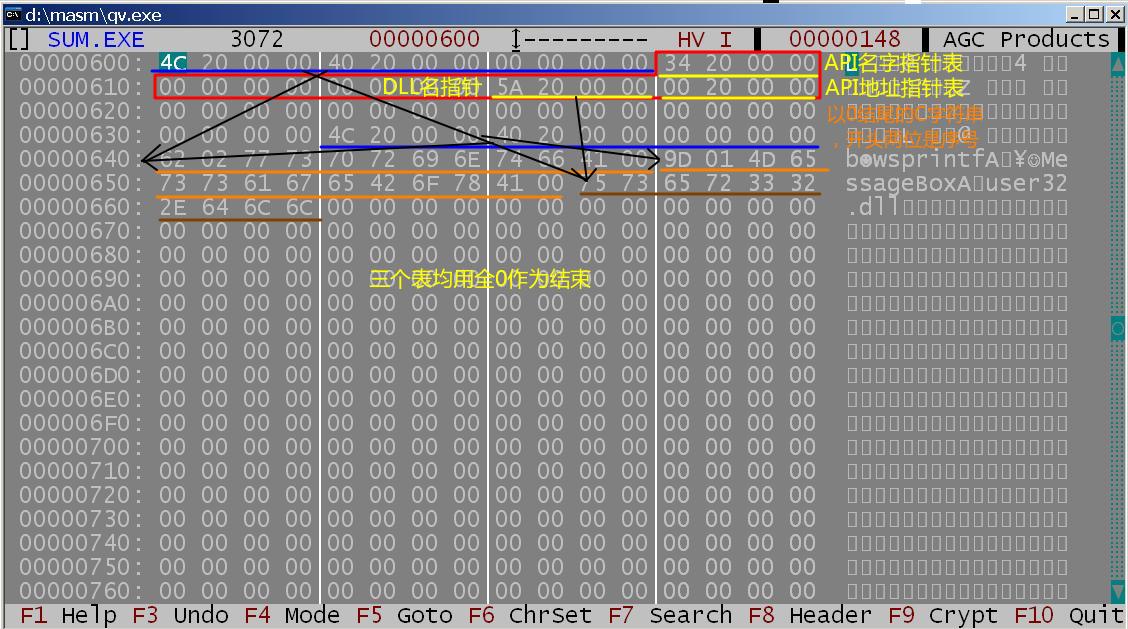 d:\masm\qv.exe
[] SUM.EXE 3072 00000600 ---------- HV I 00000148 AGC Products
00000600: 4C 20 00 00 40 20 00 00 00 00 00 00 34 20 00 00 API名字指针表
00000610: 00 00 00 00 00 00 00 00 5A 20 00 00 00 20 00 00 API地址指针表
DLL名指针
00000620: 00 00 00 00 00 00 00 00 00 00 00 00 00 00 00 00
以0结尾的C字符串
00000630: 00 00 00 00 4C 20 00 00 40 20 00 00 00 00 00 00
,开头两位是序号
00000640: 77 73 70 72 69 6E 74 66 41 00 9D 01 4D 65 b☻wsprintfA ¥☺Me
00000650: 73 73 61 67 65 42 6F 78 41 00 75 73 65 72 33 32 ssageBoxA user32
00000660: 2E 64 6C 6C 00 00 00 00 00 00 00 00 00 00 00 00 .dll
00000670: 00 00 00 00 00 00 00 00 00 00 00 00 00 00 00 00
00000680: 00 00 00 00 00 00 00 00 00 00 00 00 00 00 00 00
00000690: 00 00 00 00 00 00 00 00 00 00 00 00 00 00 00 00
三个表均用全0作为结束
000006A0: 00 00 00 00 00 00 00 00 00 00 00 00 00 00 00 00
000006B0: 00 00 00 00 00 00 00 00 00 00 00 00 00 00 00 00
000006C0: 00 00 00 00 00 00 00 00 00 00 00 00 00 00 00 00
000006D0: 00 00 00 00 00 00 00 00 00 00 00 00 00 00 00 00
000006E0: 00 00 00 00 00 00 00 00 00 00 00 00 00 00 00 00
000006F0: 00 00 00 00 00 00 00 00 00 00 00 00 00 00 00 00
00000700: 00 00 00 00 00 00 00 00 00 00 00 00 00 00 00 00
00000710: 00 00 00 00 00 00 00 00 00 00 00 00 00 00 00 00
00000720: 00 00 00 00 00 00 00 00 00 00 00 00 00 00 00 00
00000730: 00 00 00 00 00 00 00 00 00 00 00 00 00 00 00 00
00000740: 00 00 00 00 00 00 00 00 00 00 00 00 00 00 00 00
00000750: 00 00 00 00 00 00 00 00 00 00 00 00 00 00 00 00
00000760: 00 00 00 00 00 00 00 00 00 00 00 00 00 00 00 00
F1 Help F3 Undo F4 Mode F5 Goto F6 ChrSet F7 Search F8 Header F9 Crypt F10 Quit